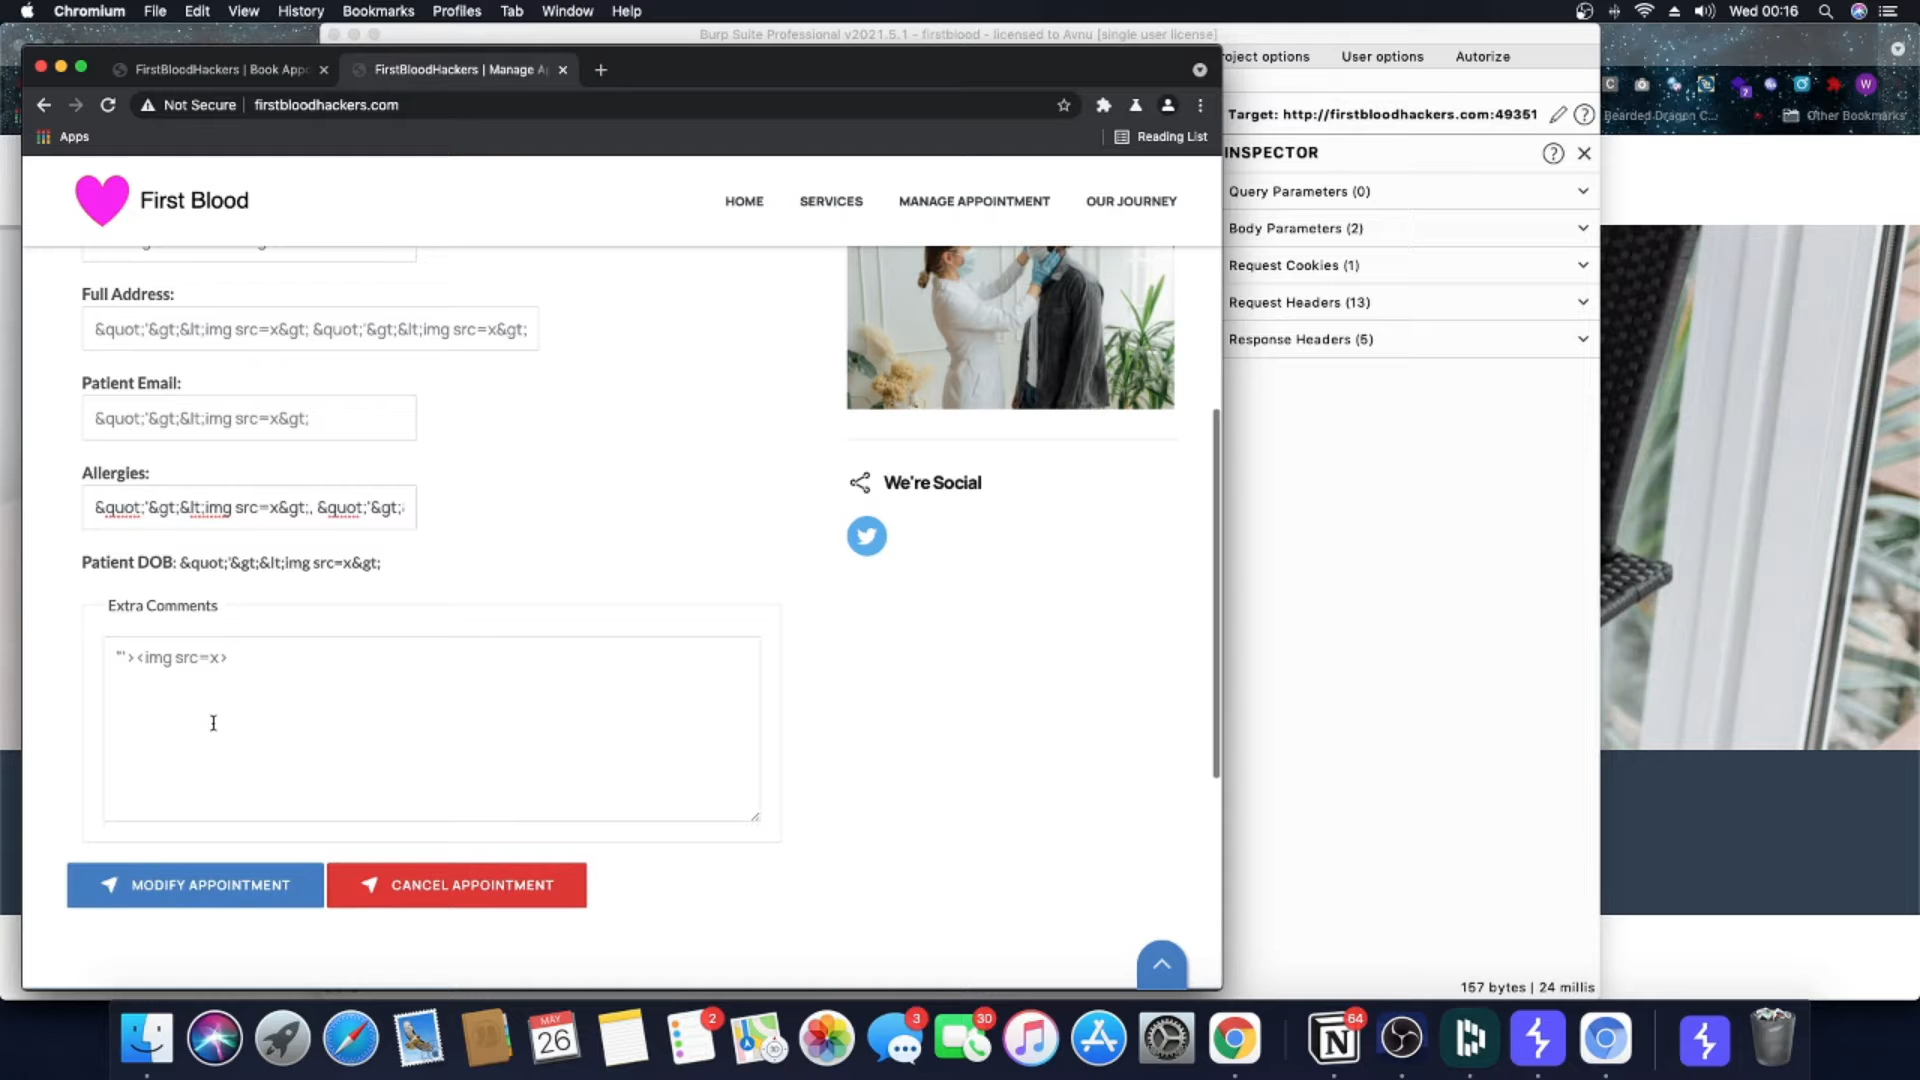 Chromium File Edit View History Bookmarks Profiles Tab Window Help Wed 00:16
Burp Suite Professional v2021.5.1 - firstblood - licensed to Avnu [single user license]
FirstBloodHackers | Book Appo
FirstBloodHackers | Manage A
User options Autorize
Not Secure firstbloodhackers.com
Target: http://firstbloodhackers.com:49351
Bearded Dragon C... Other Bookmarks
Apps
Reading List
INSPECTOR
Query Parameters (0)
Body Parameters (2)
Request Cookies (1)
Request Headers (13)
Response Headers (5)
First Blood
HOME SERVICES MANAGE APPOINTMENT OUR JOURNEY
Full Address:
&quot;'&gt;&lt;img src=x&gt; &quot;'&gt;&lt;img src=x&gt;
Patient Email:
&quot;'&gt;&lt;img src=x&gt;
Allergies:
&quot;'&gt;&lt;img src=x&gt;, &quot;'&gt;
Patient DOB: &quot;'&gt;&lt;img src=x&gt;
Extra Comments
"'><img src=x>
We're Social
MODIFY APPOINTMENT
CANCEL APPOINTMENT
157 bytes | 24 millis
MAY
26
2
3
30
64